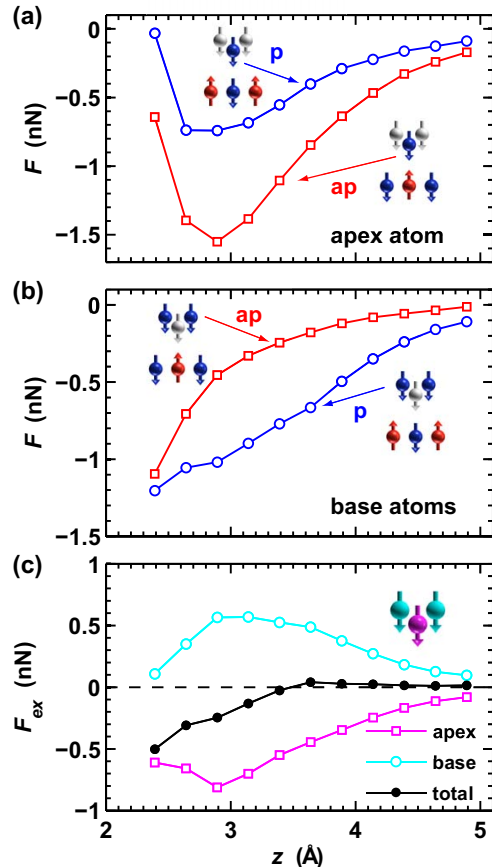 (a)
0
−0.5
−1
−1.5
F (nN)
p
ap
apex atom
(b)
0
−0.5
−1
−1.5
F (nN)
ap
p
base atoms
(c)
1
0.5
0
−0.5
−1
F_ex (nN)
apex
base
total
2 3 4 5
z (Å)